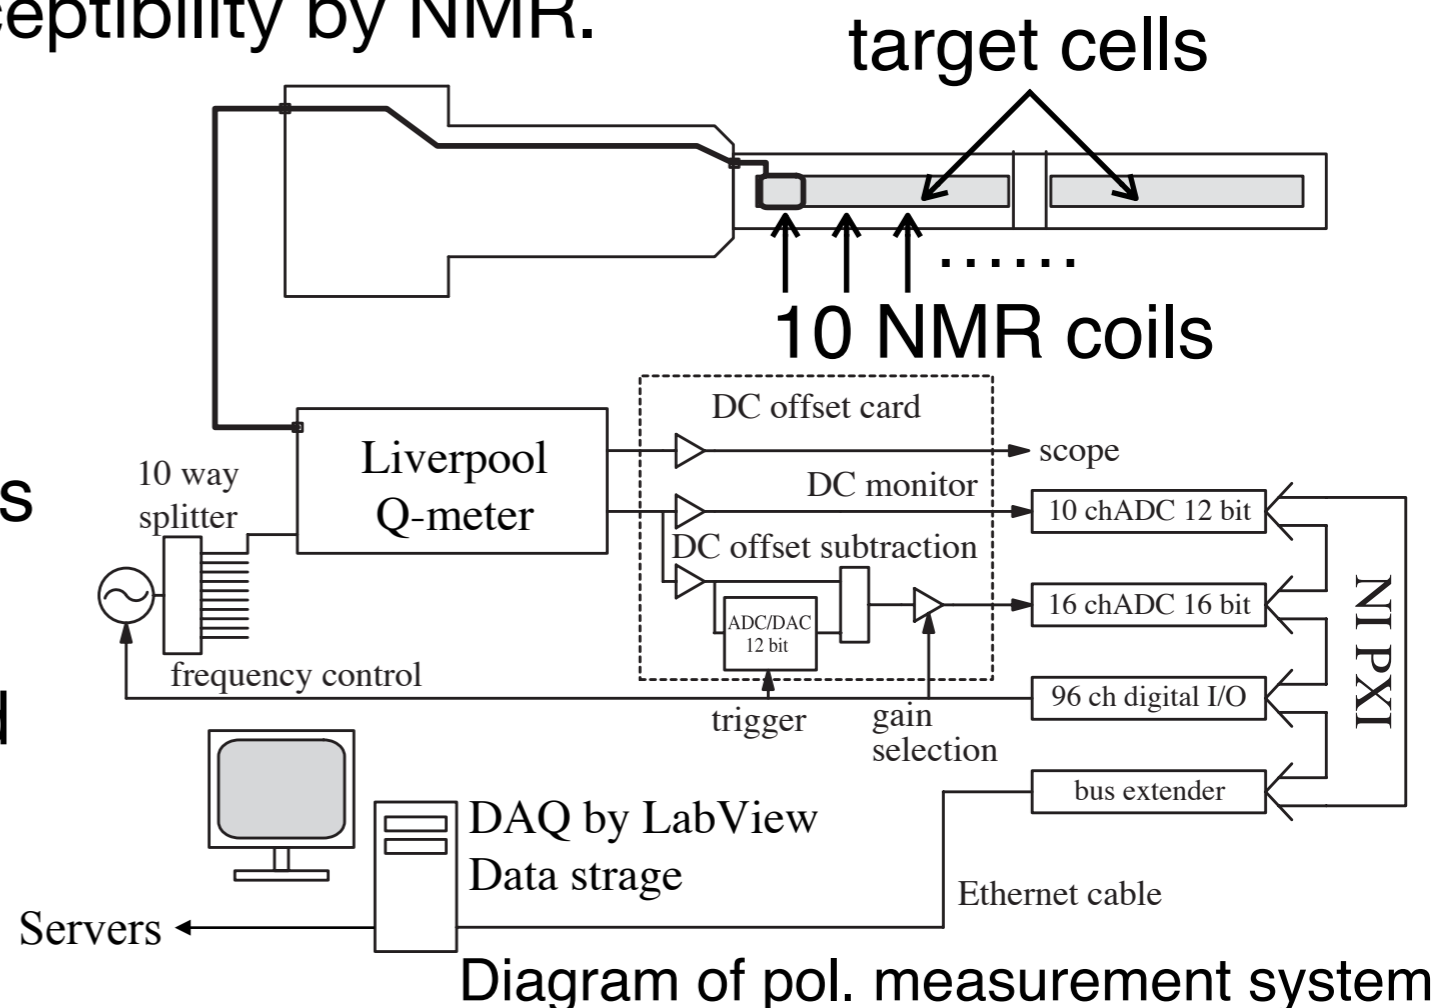 ceptibility by NMR.
target cells
......
10 NMR coils
DC offset card
scope
Liverpool
Q-meter
10 way
splitter
s
DC monitor
10 chADC 12 bit
DC offset subtraction
ADC/DAC
12 bit
16 chADC 16 bit
NI PXI
frequency control
96 ch digital I/O
d
trigger
gain
selection
bus extender
DAQ by LabView
Data strage
Ethernet cable
Servers
Diagram of pol. measurement system